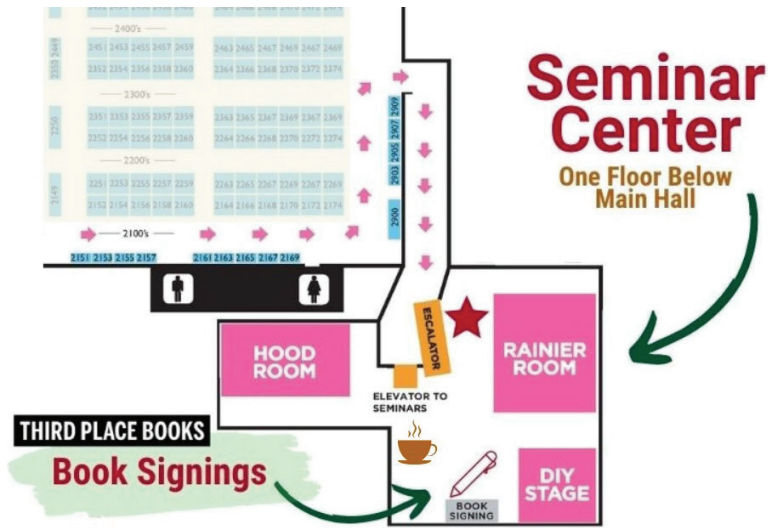 2400's
2451 2453 2455 2457 2459
2463 2465 2467 2469 2467 2469
2352 2354 2356 2358 2360
2364 2366 2368 2370 2372 2374
2300's
2351 2353 2355 2357 2359
2363 2365 2367 2369 2367 2369
2252 2254 2256 2258 2260
2264 2266 2268 2270 2272 2274
2200's
2251 2253 2255 2257 2259
2263 2265 2267 2269 2267 2269
2152 2154 2156 2158 2160
2164 2166 2168 2170 2172 2174
2449
2350
2250
2149
2909
2907
2905
2903
2900
2100's
2151 2153 2155 2157
2161 2163 2165 2167 2169
Seminar
Center
One Floor Below
Main Hall
ESCALATOR
HOOD
ROOM
RAINIER
ROOM
ELEVATOR TO
SEMINARS
THIRD PLACE BOOKS
Book Signings
BOOK
SIGNING
DIY
STAGE